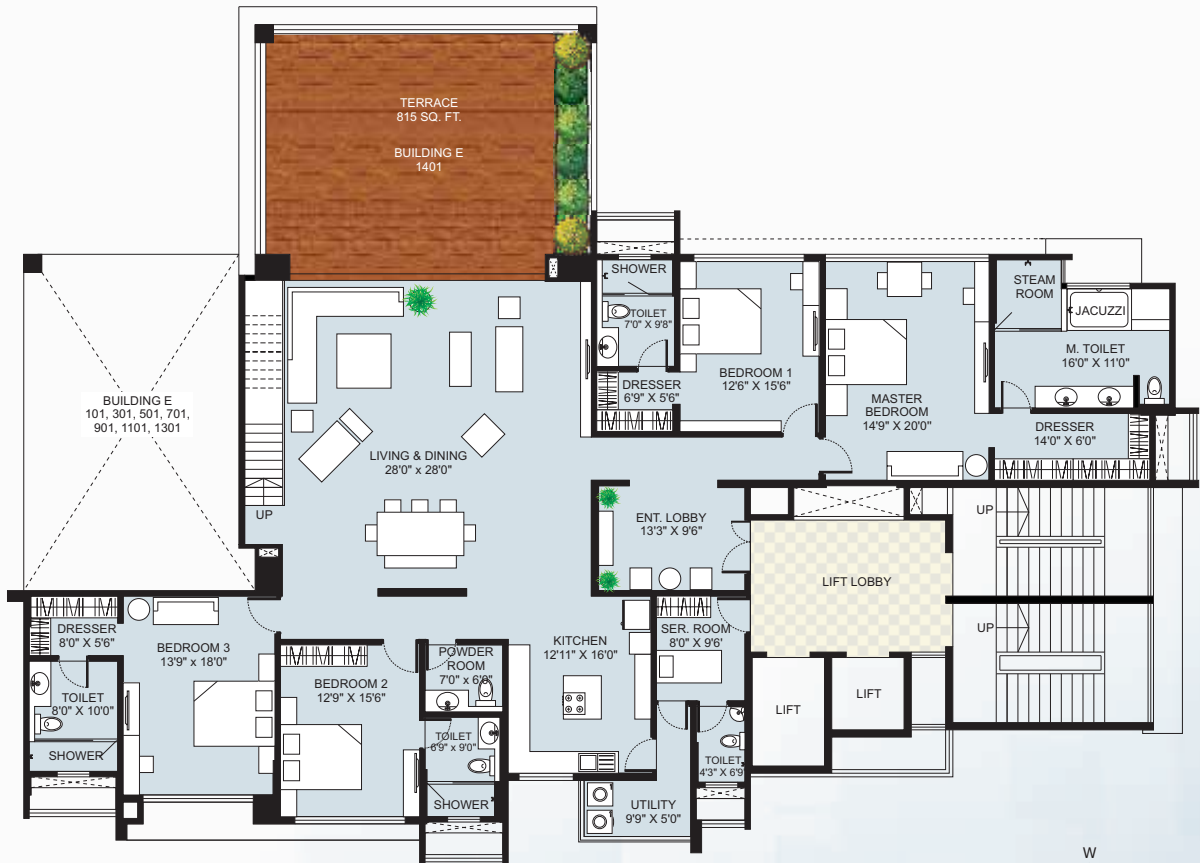 TERRACE
815 SQ. FT.
BUILDING E
1401
SHOWER
TOILET
7'0" X 9'8"
DRESSER
6'9" X 5'6"
BEDROOM 1
12'6" X 15'6"
MASTER
BEDROOM
14'9" X 20'0"
STEAM
ROOM
JACUZZI
M. TOILET
16'0" X 11'0"
DRESSER
14'0" X 6'0"
BUILDING E
101, 301, 501, 701,
901, 1101, 1301
LIVING & DINING
28'0" x 28'0"
UP
ENT. LOBBY
13'3" X 9'6"
LIFT LOBBY
UP
UP
LIFT
LIFT
DRESSER
8'0" X 5'6"
BEDROOM 3
13'9" x 18'0"
TOILET
8'0" X 10'0"
SHOWER
BEDROOM 2
12'9" X 15'6"
POWDER
ROOM
7'0" x 6'0"
TOILET
6'9" x 9'0"
SHOWER
KITCHEN
12'11" X 16'0"
SER. ROOM
8'0" X 9'6'
TOILET
4'3" X 6'9"
UTILITY
9'9" X 5'0"
W